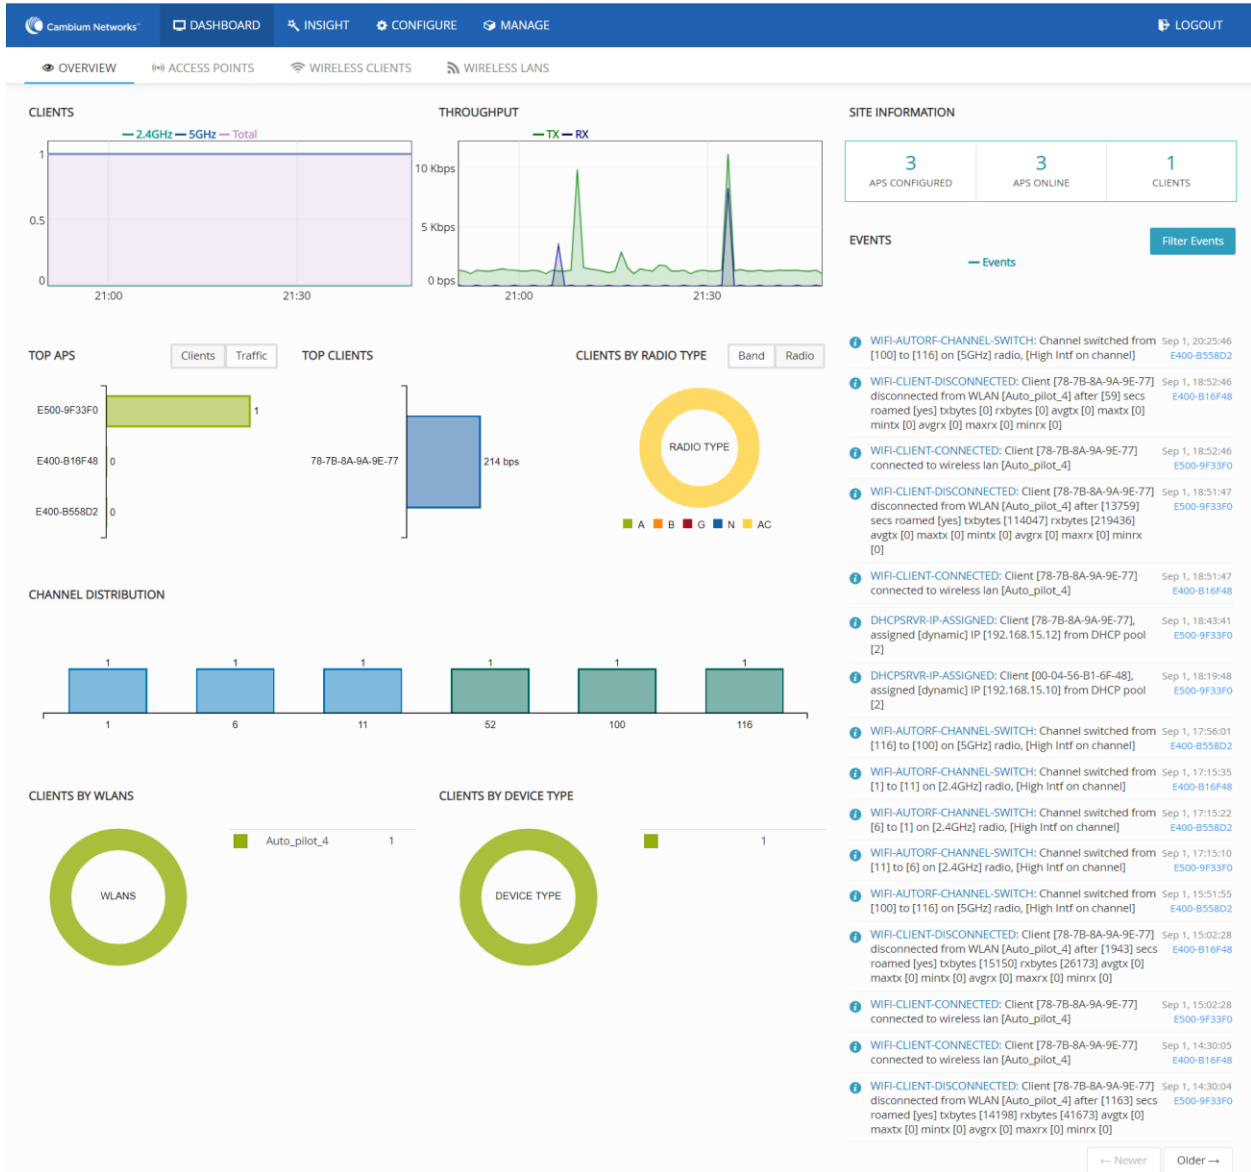 Cambium Networks™ DASHBOARD INSIGHT CONFIGURE MANAGE LOGOUT
OVERVIEW ACCESS POINTS WIRELESS CLIENTS WIRELESS LANS
CLIENTS
2.4GHz 5GHz Total
1
0.5
0
21:00 21:30
THROUGHPUT
TX RX
10 Kbps
5 Kbps
0 bps
21:00 21:30
SITE INFORMATION
3 3 1
APS CONFIGURED APS ONLINE CLIENTS
EVENTS Filter Events
Events
TOP APS Clients Traffic
E500-9F33F0 1
E400-B16F48 0
E400-B558D2 0
TOP CLIENTS
78-7B-8A-9A-9E-77 214 bps
CLIENTS BY RADIO TYPE Band Radio
RADIO TYPE
A B G N AC
CHANNEL DISTRIBUTION
1 1 1 1 1 1
1 6 11 52 100 116
CLIENTS BY WLANS
WLANS
Auto_pilot_4 1
CLIENTS BY DEVICE TYPE
DEVICE TYPE
1
WIFI-AUTORF-CHANNEL-SWITCH: Channel switched from Sep 1, 20:25:46
[100] to [116] on [5GHz] radio, [High Intf on channel] E400-B558D2
WIFI-CLIENT-DISCONNECTED: Client [78-7B-8A-9A-9E-77] Sep 1, 18:52:46
disconnected from WLAN [Auto_pilot_4] after [59] secs E400-B16F48
roamed [yes] txbytes [0] rxbytes [0] avgtx [0] maxtx [0]
mintx [0] avgrx [0] maxrx [0] minrx [0]
WIFI-CLIENT-CONNECTED: Client [78-7B-8A-9A-9E-77] Sep 1, 18:52:46
connected to wireless lan [Auto_pilot_4] E500-9F33F0
WIFI-CLIENT-DISCONNECTED: Client [78-7B-8A-9A-9E-77] Sep 1, 18:51:47
disconnected from WLAN [Auto_pilot_4] after [13759] E500-9F33F0
secs roamed [yes] txbytes [114047] rxbytes [219436]
avgtx [0] maxtx [0] mintx [0] avgrx [0] maxrx [0] minrx
[0]
WIFI-CLIENT-CONNECTED: Client [78-7B-8A-9A-9E-77] Sep 1, 18:51:47
connected to wireless lan [Auto_pilot_4] E400-B16F48
DHCPSRVR-IP-ASSIGNED: Client [78-7B-8A-9A-9E-77], Sep 1, 18:43:41
assigned [dynamic] IP [192.168.15.12] from DHCP pool E500-9F33F0
[2]
DHCPSRVR-IP-ASSIGNED: Client [00-04-56-B1-6F-48], Sep 1, 18:19:48
assigned [dynamic] IP [192.168.15.10] from DHCP pool E500-9F33F0
[2]
WIFI-AUTORF-CHANNEL-SWITCH: Channel switched from Sep 1, 17:56:01
[116] to [100] on [5GHz] radio, [High Intf on channel] E400-B558D2
WIFI-AUTORF-CHANNEL-SWITCH: Channel switched from Sep 1, 17:15:35
[1] to [11] on [2.4GHz] radio, [High Intf on channel] E400-B16F48
WIFI-AUTORF-CHANNEL-SWITCH: Channel switched from Sep 1, 17:15:22
[6] to [1] on [2.4GHz] radio, [High Intf on channel] E400-B558D2
WIFI-AUTORF-CHANNEL-SWITCH: Channel switched from Sep 1, 17:15:10
[11] to [6] on [2.4GHz] radio, [High Intf on channel] E500-9F33F0
WIFI-AUTORF-CHANNEL-SWITCH: Channel switched from Sep 1, 15:51:55
[100] to [116] on [5GHz] radio, [High Intf on channel] E400-B558D2
WIFI-CLIENT-DISCONNECTED: Client [78-7B-8A-9A-9E-77] Sep 1, 15:02:28
disconnected from WLAN [Auto_pilot_4] after [1943] secs E400-B16F48
roamed [yes] txbytes [15150] rxbytes [26173] avgtx [0]
maxtx [0] mintx [0] avgrx [0] maxrx [0] minrx [0]
WIFI-CLIENT-CONNECTED: Client [78-7B-8A-9A-9E-77] Sep 1, 15:02:28
connected to wireless lan [Auto_pilot_4] E500-9F33F0
WIFI-CLIENT-CONNECTED: Client [78-7B-8A-9A-9E-77] Sep 1, 14:30:05
connected to wireless lan [Auto_pilot_4] E400-B16F48
WIFI-CLIENT-DISCONNECTED: Client [78-7B-8A-9A-9E-77] Sep 1, 14:30:04
disconnected from WLAN [Auto_pilot_4] after [1163] secs E500-9F33F0
roamed [yes] txbytes [14198] rxbytes [41673] avgtx [0]
maxtx [0] mintx [0] avgrx [0] maxrx [0] minrx [0]
← Newer Older →